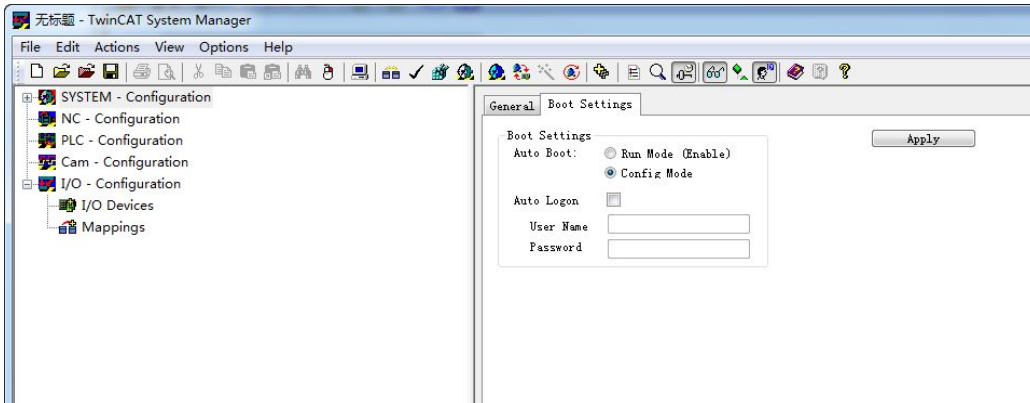 无标题 - TwinCAT System Manager
File Edit Actions View Options Help
SYSTEM - Configuration
NC - Configuration
PLC - Configuration
Cam - Configuration
I/O - Configuration
I/O Devices
Mappings
General Boot Settings
Boot Settings
Auto Boot: Run Mode (Enable)
Config Mode
Auto Logon
User Name
Password
Apply